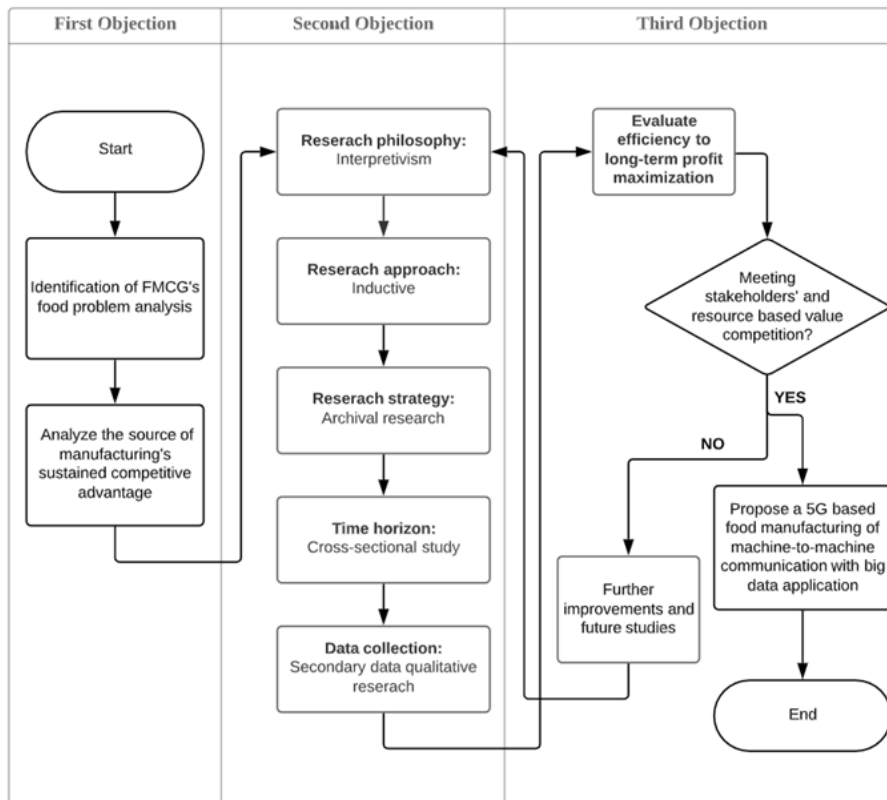 First Objection
Second Objection
Third Objection
Start
Identification of FMCG's
food problem analysis
Analyze the source of
manufacturing's
sustained competitive
advantage
Reserach philosophy:
Interpretivism
Reserach approach:
Inductive
Reserach strategy:
Archival research
Time horizon:
Cross-sectional study
Data collection:
Secondary data qualitative
reserach
Evaluate
efficiency to
long-term profit
maximization
Meeting
stakeholders' and
resource based value
competition?
YES
NO
Propose a 5G based
food manufacturing of
machine-to-machine
communication with big
data application
Further
improvements and
future studies
End